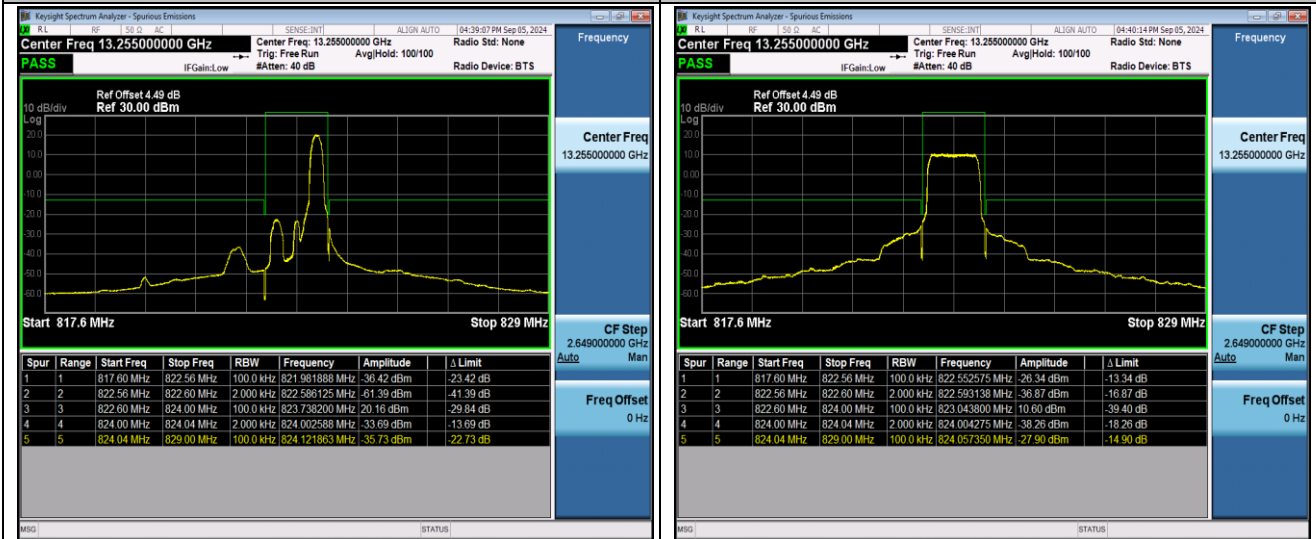 Keysight Spectrum Analyzer - Spurious Emissions
RL RF 50 Ω AC SENSE:INT ALIGN AUTO 04:39:07 PM Sep 05, 2024
Center Freq 13.255000000 GHz
Center Freq: 13.255000000 GHz
Radio Std: None
Trig: Free Run Avg|Hold: 100/100
PASS
IFGain:Low
#Atten: 40 dB
Radio Device: BTS
Frequency
Ref Offset 4.49 dB
10 dB/div Ref 30.00 dBm
Log
20.0
10.0
0.00
-10.0
-20.0
-30.0
-40.0
-50.0
-60.0
Start 817.6 MHz Stop 829 MHz
Center Freq
13.255000000 GHz
CF Step
2.649000000 GHz
Auto Man
Freq Offset
0 Hz
Spur Range Start Freq Stop Freq RBW Frequency Amplitude Δ Limit
1 1 817.60 MHz 822.56 MHz 100.0 kHz 821.981888 MHz -36.42 dBm -23.42 dB
2 2 822.56 MHz 822.60 MHz 2.000 kHz 822.586125 MHz -61.39 dBm -41.39 dB
3 3 822.60 MHz 824.00 MHz 100.0 kHz 823.738200 MHz 20.16 dBm -29.84 dB
4 4 824.00 MHz 824.04 MHz 2.000 kHz 824.002588 MHz -33.69 dBm -13.69 dB
5 5 824.04 MHz 829.00 MHz 100.0 kHz 824.121863 MHz -35.73 dBm -22.73 dB
MSG STATUS
Keysight Spectrum Analyzer - Spurious Emissions
RL RF 50 Ω AC SENSE:INT ALIGN AUTO 04:40:14 PM Sep 05, 2024
Center Freq 13.255000000 GHz
Center Freq: 13.255000000 GHz
Radio Std: None
Trig: Free Run Avg|Hold: 100/100
PASS
IFGain:Low
#Atten: 40 dB
Radio Device: BTS
Frequency
Ref Offset 4.49 dB
10 dB/div Ref 30.00 dBm
Log
20.0
10.0
0.00
-10.0
-20.0
-30.0
-40.0
-50.0
-60.0
Start 817.6 MHz Stop 829 MHz
Center Freq
13.255000000 GHz
CF Step
2.649000000 GHz
Auto Man
Freq Offset
0 Hz
Spur Range Start Freq Stop Freq RBW Frequency Amplitude Δ Limit
1 1 817.60 MHz 822.56 MHz 100.0 kHz 822.552575 MHz -26.34 dBm -13.34 dB
2 2 822.56 MHz 822.60 MHz 2.000 kHz 822.593138 MHz -36.87 dBm -16.87 dB
3 3 822.60 MHz 824.00 MHz 100.0 kHz 823.043800 MHz 10.60 dBm -39.40 dB
4 4 824.00 MHz 824.04 MHz 2.000 kHz 824.004275 MHz -38.26 dBm -18.26 dB
5 5 824.04 MHz 829.00 MHz 100.0 kHz 824.057350 MHz -27.90 dBm -14.90 dB
MSG STATUS